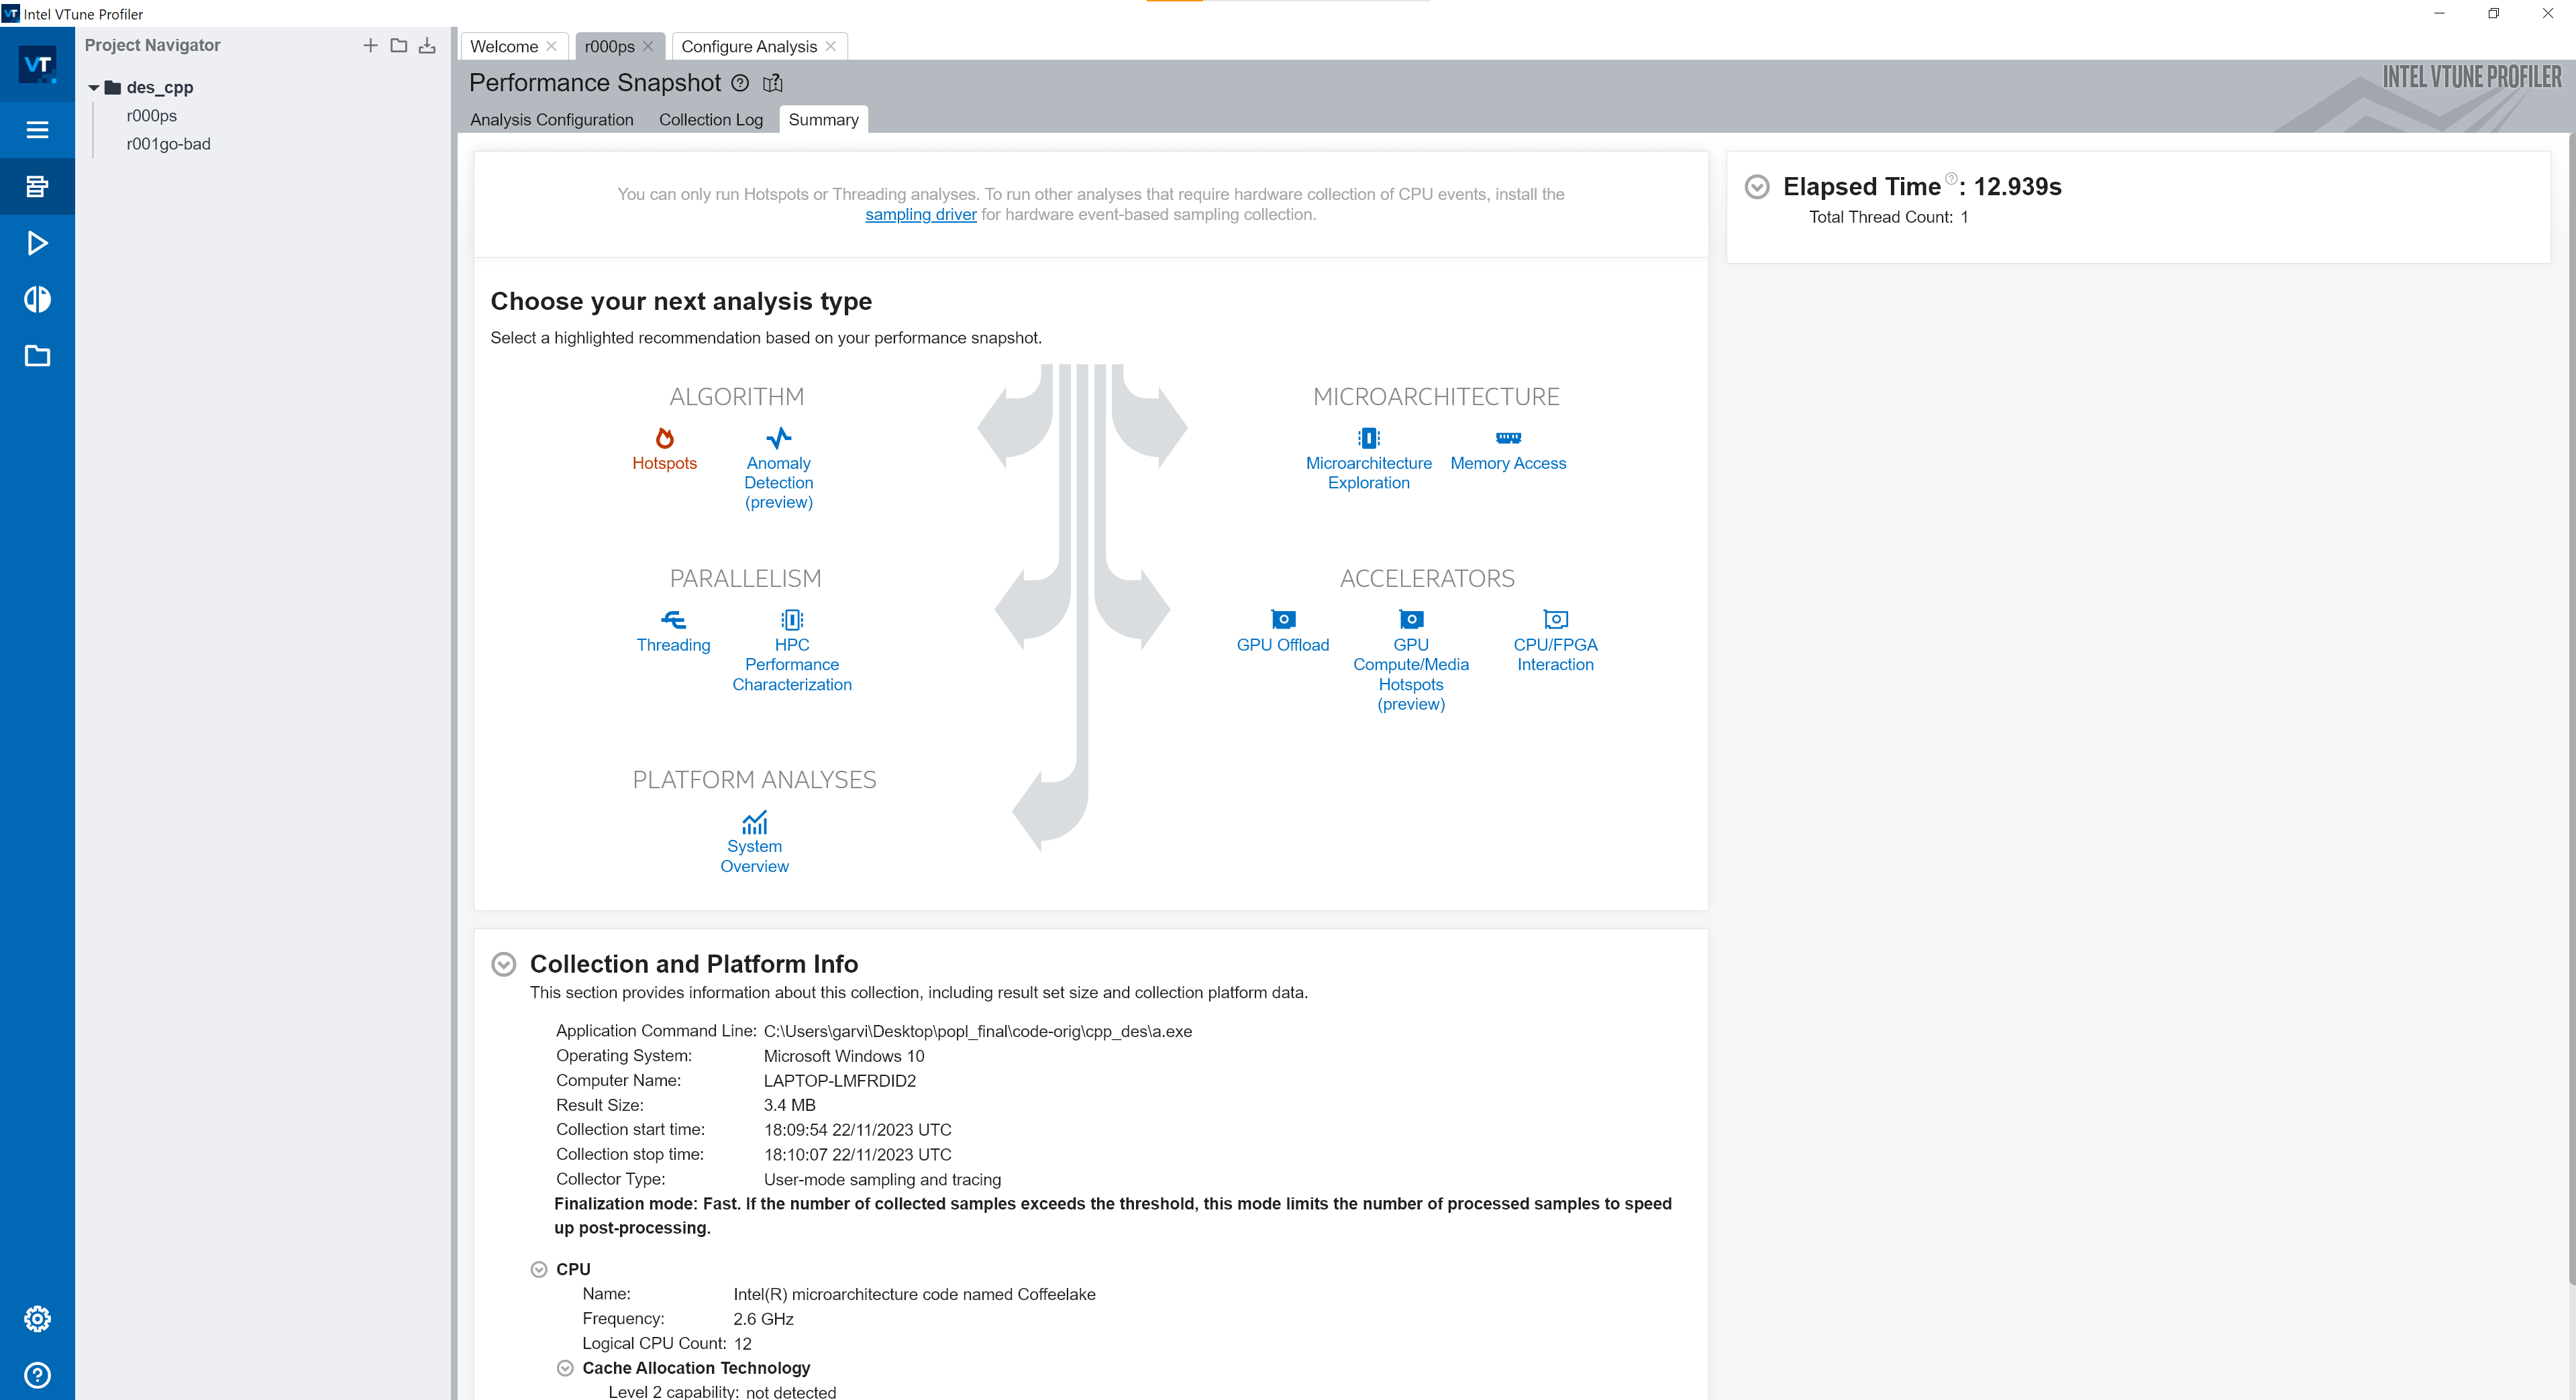 Intel VTune Profiler
VT
Project Navigator
des_cpp
r000ps
r001go-bad
Welcome
r000ps
Configure Analysis
Performance Snapshot
INTEL VTUNE PROFILER
Analysis Configuration
Collection Log
Summary
You can only run Hotspots or Threading analyses. To run other analyses that require hardware collection of CPU events, install the
sampling driver for hardware event-based sampling collection.
Elapsed Time: 12.939s
Total Thread Count: 1
Choose your next analysis type
Select a highlighted recommendation based on your performance snapshot.
ALGORITHM
Hotspots
Anomaly
Detection
(preview)
MICROARCHITECTURE
Microarchitecture
Exploration
Memory Access
PARALLELISM
Threading
HPC
Performance
Characterization
ACCELERATORS
GPU Offload
GPU
Compute/Media
Hotspots
(preview)
CPU/FPGA
Interaction
PLATFORM ANALYSES
System
Overview
Collection and Platform Info
This section provides information about this collection, including result set size and collection platform data.
Application Command Line: C:\Users\garvi\Desktop\popl_final\code-orig\cpp_des\a.exe
Operating System: Microsoft Windows 10
Computer Name: LAPTOP-LMFRDID2
Result Size: 3.4 MB
Collection start time: 18:09:54 22/11/2023 UTC
Collection stop time: 18:10:07 22/11/2023 UTC
Collector Type: User-mode sampling and tracing
Finalization mode: Fast. If the number of collected samples exceeds the threshold, this mode limits the number of processed samples to speed
up post-processing.
CPU
Name: Intel(R) microarchitecture code named Coffeelake
Frequency: 2.6 GHz
Logical CPU Count: 12
Cache Allocation Technology
Level 2 capability: not detected